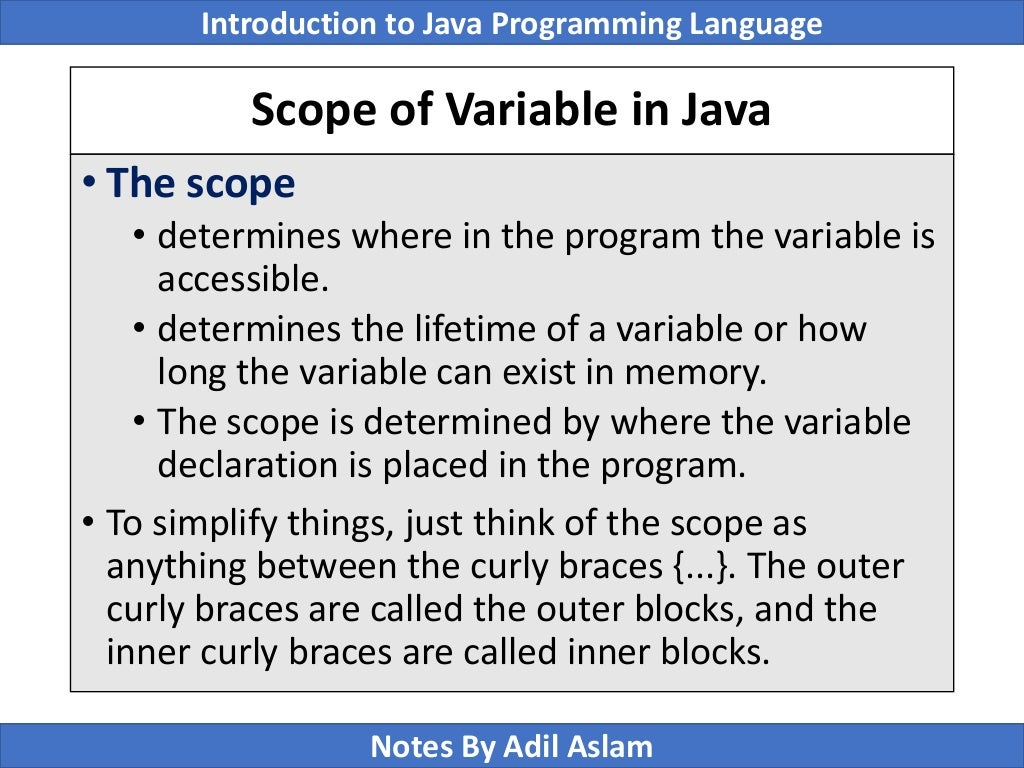 Introduction to Java Programming Language
Scope of Variable in Java
• The scope
• determines where in the program the variable is
accessible.
• determines the lifetime of a variable or how
long the variable can exist in memory.
• The scope is determined by where the variable
declaration is placed in the program.
• To simplify things, just think of the scope as
anything between the curly braces {...}. The outer
curly braces are called the outer blocks, and the
inner curly braces are called inner blocks.
Notes By Adil Aslam